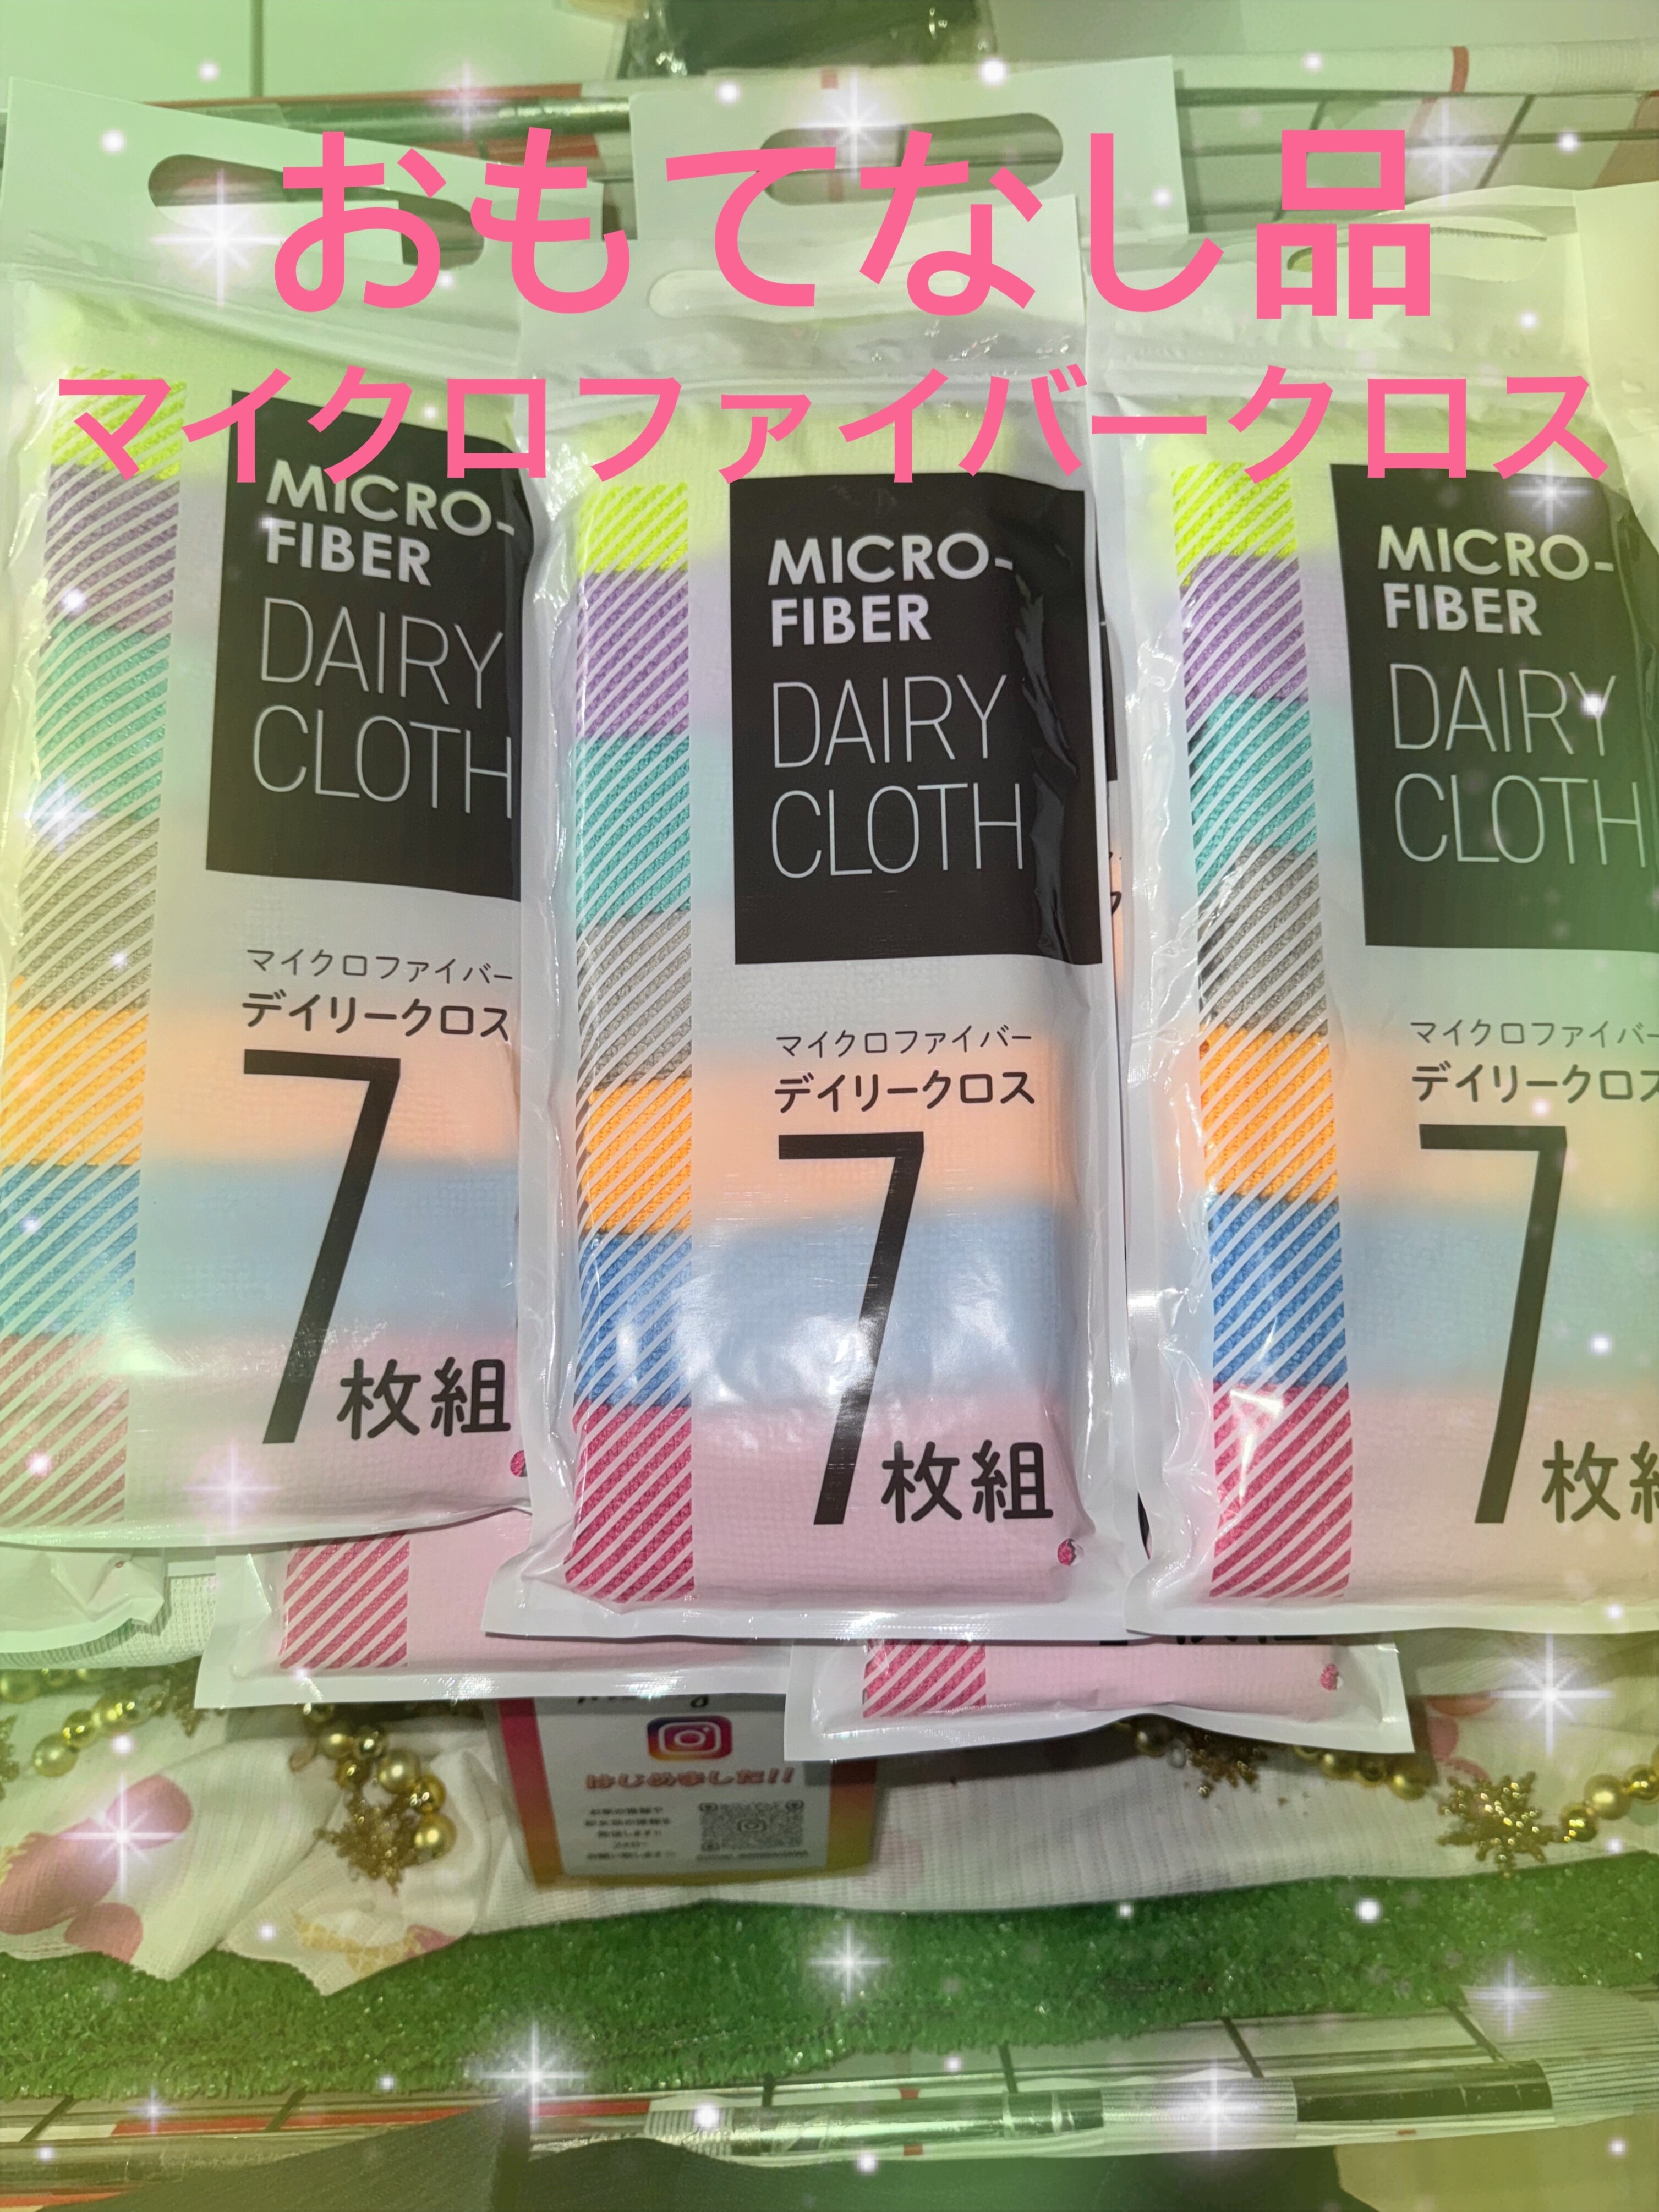 おもてなし品
マイクロファイバークロス
MICRO-
FIBER
DAIRY
CLOTH
マイクロファイバー
デイリークロス
7枚組
MICRO-
FIBER
DAIRY
CLOTH
マイクロファイバー
デイリークロス
7枚組
MICRO-
FIBER
DAIRY
CLOTH
マイクロファイバー
デイリークロス
7枚組
はじめました!!